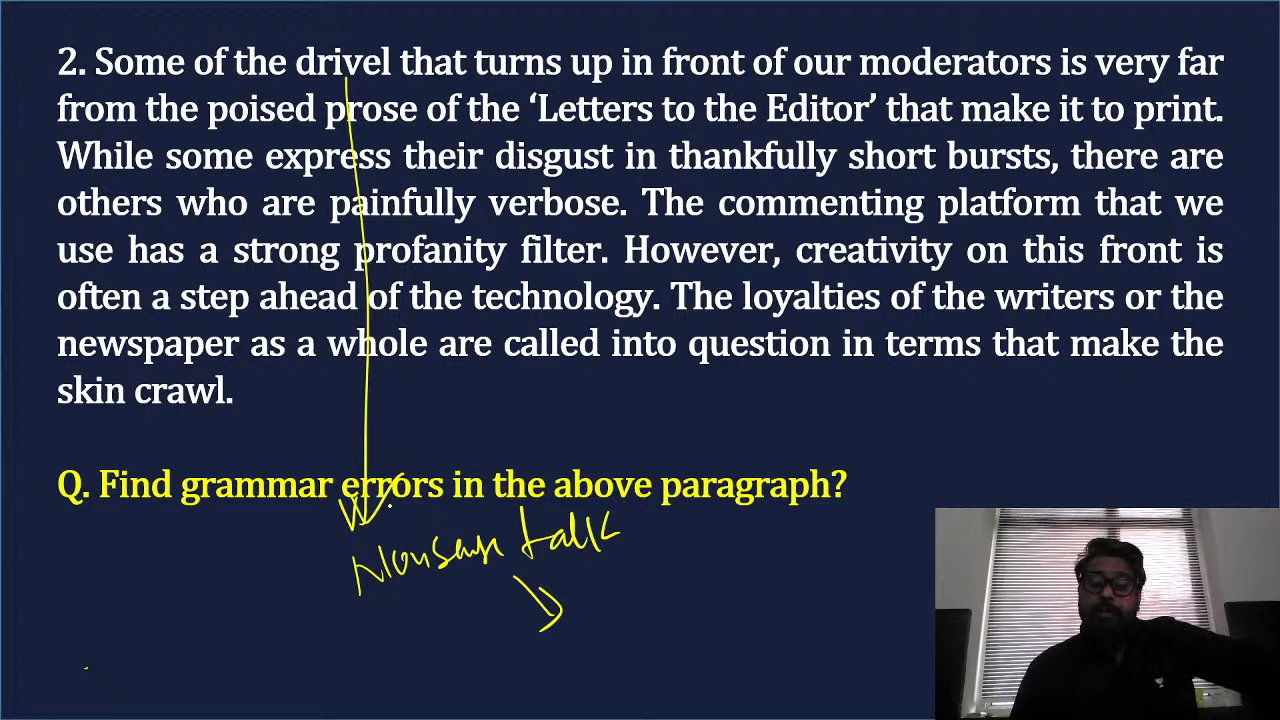 2. Some of the drivel that turns up in front of our moderators is very far
from the poised prose of the ‘Letters to the Editor’ that make it to print.
While some express their disgust in thankfully short bursts, there are
others who are painfully verbose. The commenting platform that we
use has a strong profanity filter. However, creativity on this front is
often a step ahead of the technology. The loyalties of the writers or the
newspaper as a whole are called into question in terms that make the
skin crawl.
Q. Find grammar errors in the above paragraph?
talk